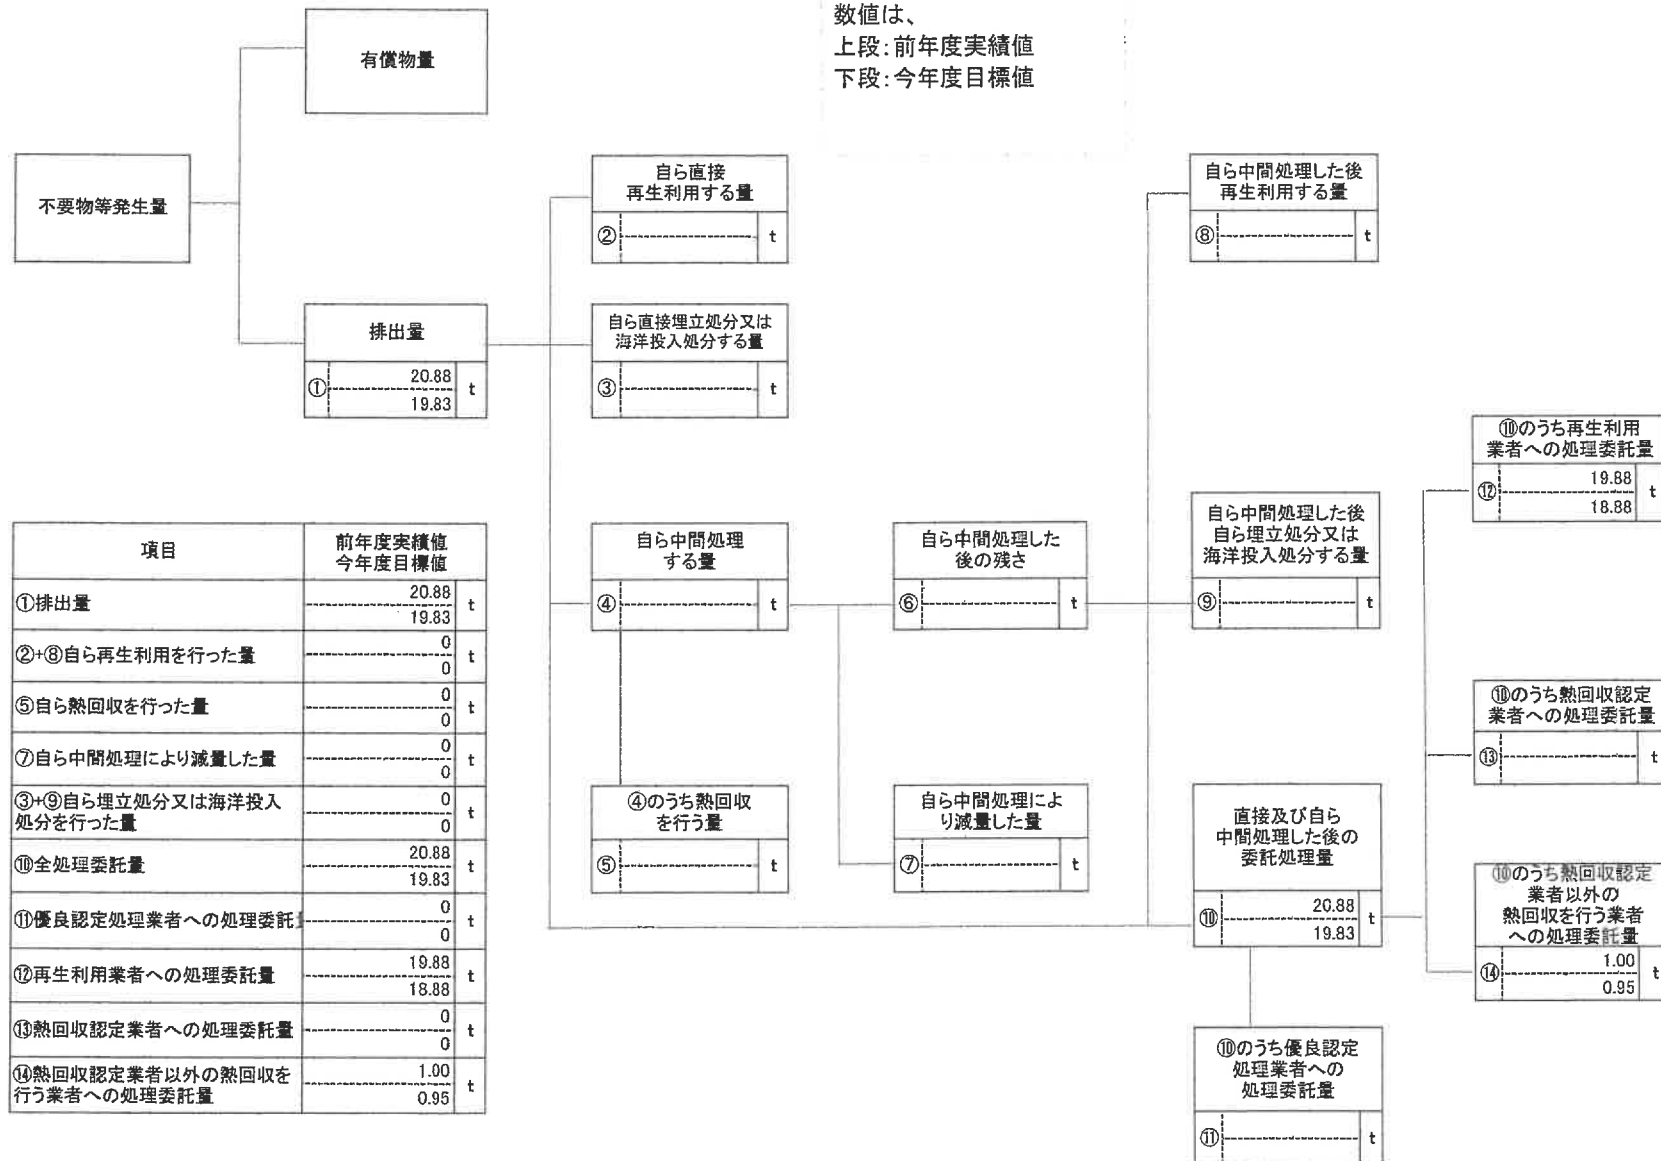 数値は、
上段:前年度実績値
下段:今年度目標値
有償物量
不要物等発生量
排出量
① 20.88 t
19.83
自ら直接
再生利用する量
② t
自ら直接埋立処分又は
海洋投入処分する量
③ t
自ら中間処理
する量
④ t
④のうち熱回収
を行う量
⑤ t
自ら中間処理した
後の残さ
⑥ t
自ら中間処理によ
り減量した量
⑦ t
自ら中間処理した後
再生利用する量
⑧ t
自ら中間処理した後
自ら埋立処分又は
海洋投入処分する量
⑨ t
直接及び自ら
中間処理した後の
委託処理量
⑩ 20.88 t
19.83
⑩のうち優良認定
処理業者への
処理委託量
⑪ t
⑩のうち再生利用
業者への処理委託量
⑫ 19.88 t
18.88
⑩のうち熱回収認定
業者への処理委託量
⑬ t
⑩のうち熱回収認定
業者以外の
熱回収を行う業者
への処理委託量
⑭ 1.00 t
0.95
項目 前年度実績値
今年度目標値
①排出量 20.88 t
19.83
②+⑧自ら再生利用を行った量 0 t
0
⑤自ら熱回収を行った量 0 t
0
⑦自ら中間処理により減量した量 0 t
0
③+⑨自ら埋立処分又は海洋投入 0 t
処分を行った量 0
⑩全処理委託量 20.88 t
19.83
⑪優良認定処理業者への処理委託 0 t
0
⑫再生利用業者への処理委託量 19.88 t
18.88
⑬熱回収認定業者への処理委託量 0 t
0
⑭熱回収認定業者以外の熱回収を 1.00 t
行う業者への処理委託量 0.95